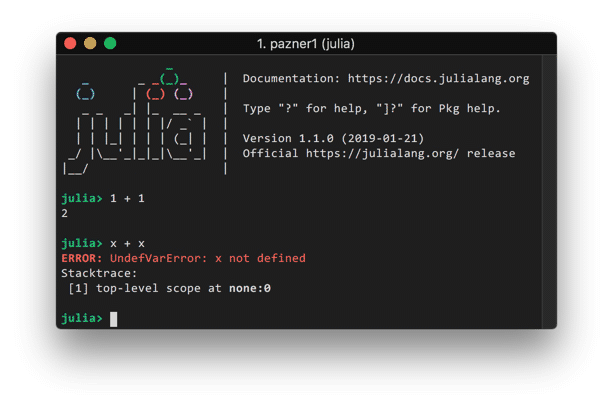 1. pazner1 (julia)
Documentation: https://docs.julialang.org
Type "?" for help, "]?" for Pkg help.
Version 1.1.0 (2019-01-21)
Official https://julialang.org/ release
julia> 1 + 1
2
julia> x + x
ERROR: UndefVarError: x not defined
Stacktrace:
[1] top-level scope at none:0
julia>